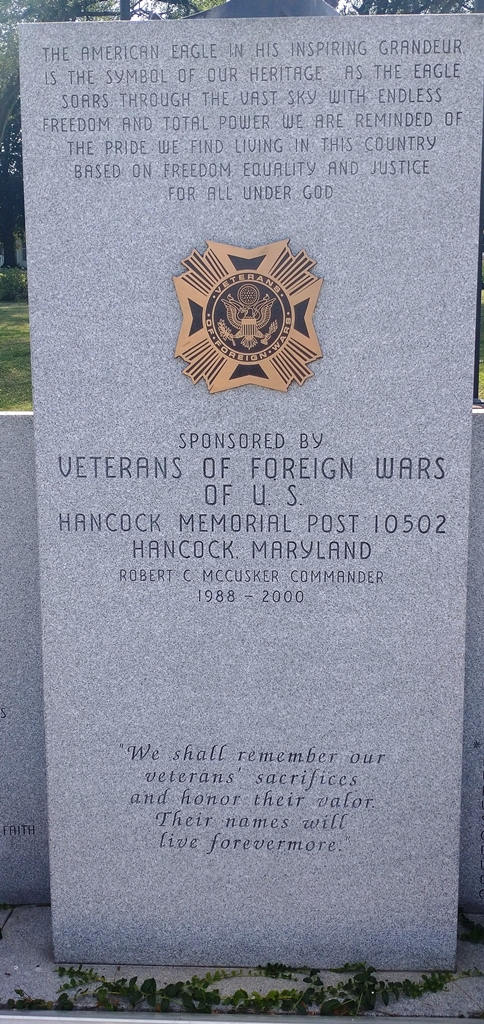 THE AMERICAN EAGLE IN HIS INSPIRING GRANDEUR
IS THE SYMBOL OF OUR HERITAGE AS THE EAGLE
SOARS THROUGH THE VAST SKY WITH ENDLESS
FREEDOM AND TOTAL POWER WE ARE REMINDED OF
THE PRIDE WE FIND LIVING IN THIS COUNTRY
BASED ON FREEDOM EQUALITY AND JUSTICE
FOR ALL UNDER GOD
VETERANS
OF FOREIGN WARS
SPONSORED BY
VETERANS OF FOREIGN WARS
OF U. S.
HANCOCK MEMORIAL POST 10502
HANCOCK, MARYLAND
ROBERT C. MCCUSKER COMMANDER
1988 - 2000
"We shall remember our
veterans' sacrifices
and honor their valor.
Their names will
live forevermore."
FAITH